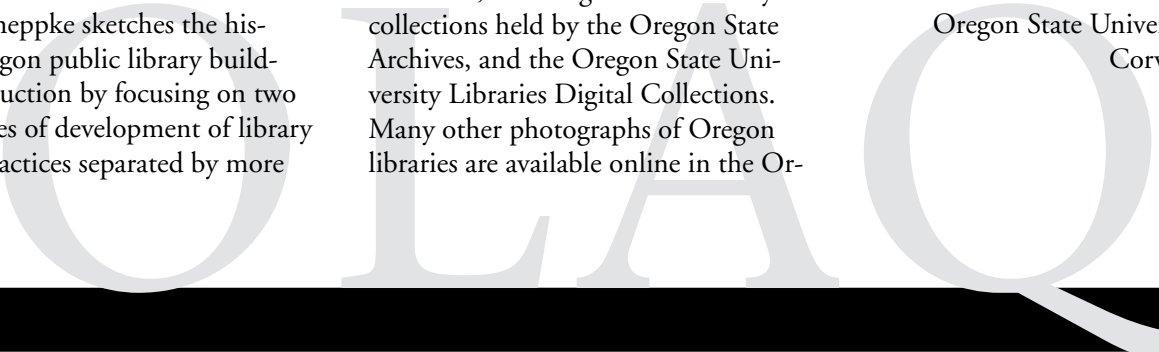 neppke sketches the his-
gon public library build-
uction by focusing on two
es of development of library
actices separated by more
collections held by the Oregon State
Archives, and the Oregon State Uni-
versity Libraries Digital Collections.
Many other photographs of Oregon
libraries are available online in the Or-
Oregon State Unive
Corv
OLAQ